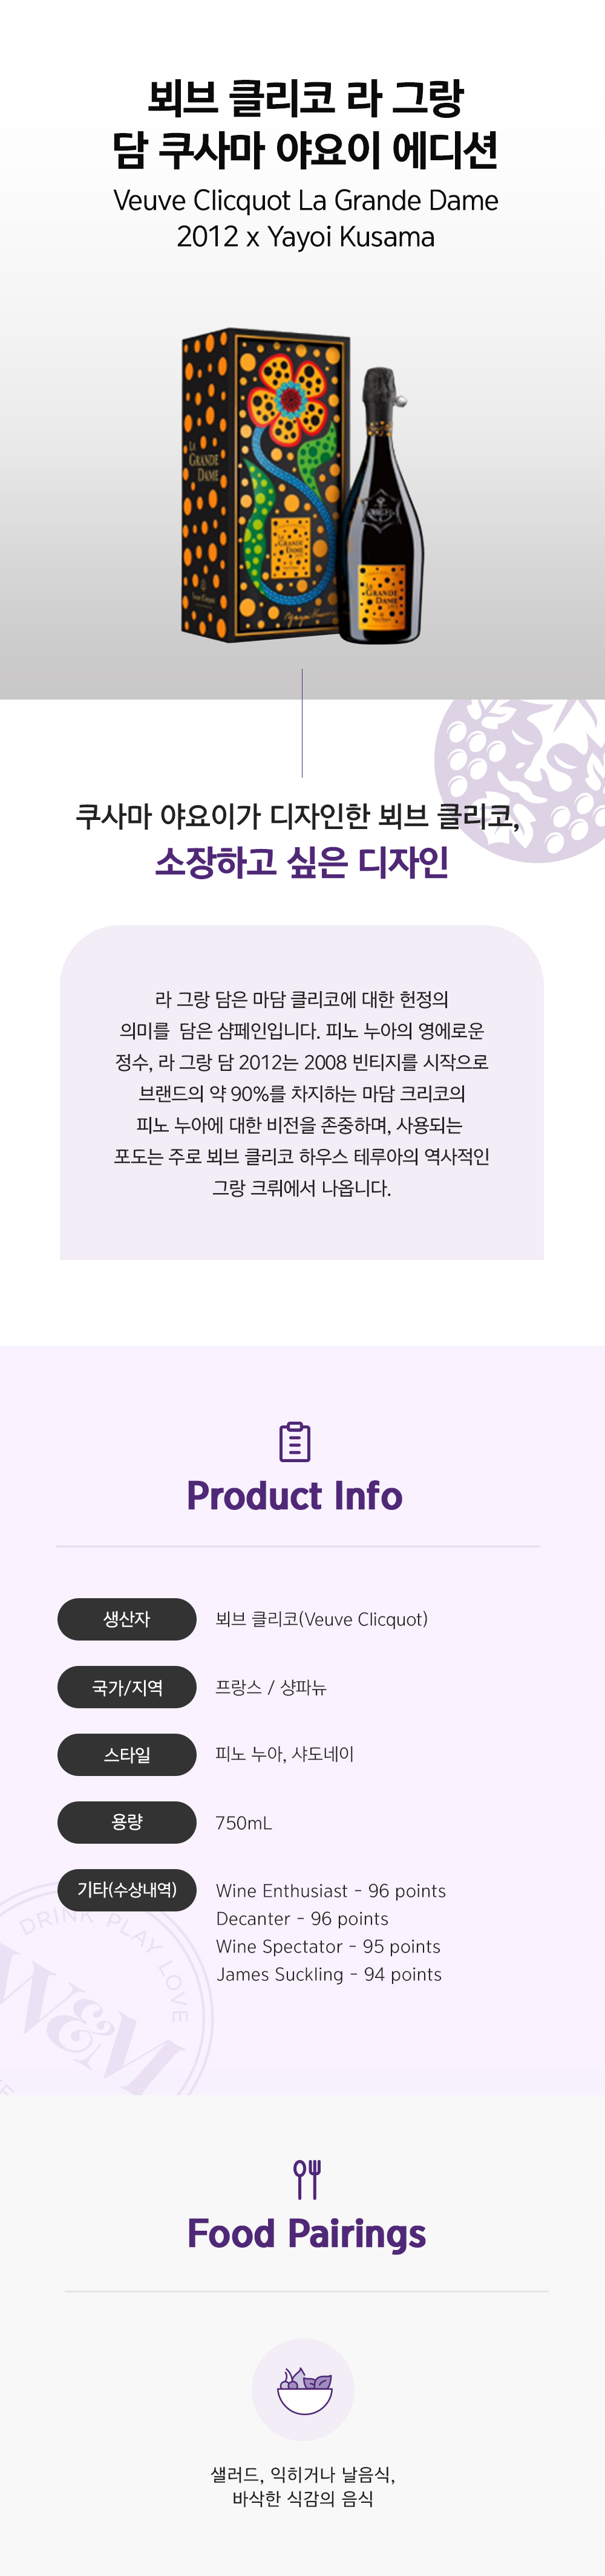 뵈브 클리코 라 그랑
담 쿠사마 야요이 에디션
Veuve Clicquot La Grande Dame
2012 x Yayoi Kusama
LA
GRANDE
DAME
LA
GRANDE
DAME
LA
GRANDE
DAME
쿠사마 야요이가 디자인한 뵈브 클리코,
소장하고 싶은 디자인
라 그랑 담은 마담 클리코에 대한 헌정의
의미를 담은 샴페인입니다. 피노 누아의 영에로운
정수, 라 그랑 담 2012는 2008 빈티지를 시작으로
브랜드의 약 90%를 차지하는 마담 크리코의
피노 누아에 대한 비전을 존중하며, 사용되는
포도는 주로 뵈브 클리코 하우스 테루아의 역사적인
그랑 크뤼에서 나옵니다.
Product Info
생산자 뵈브 클리코(Veuve Clicquot)
국가/지역 프랑스 / 샹파뉴
스타일 피노 누아, 샤도네이
용량 750mL
기타(수상내역) Wine Enthusiast - 96 points
Decanter - 96 points
Wine Spectator - 95 points
James Suckling - 94 points
DRINK PLAY LOVE
W&M
Food Pairings
샐러드, 익히거나 날음식,
바삭한 식감의 음식